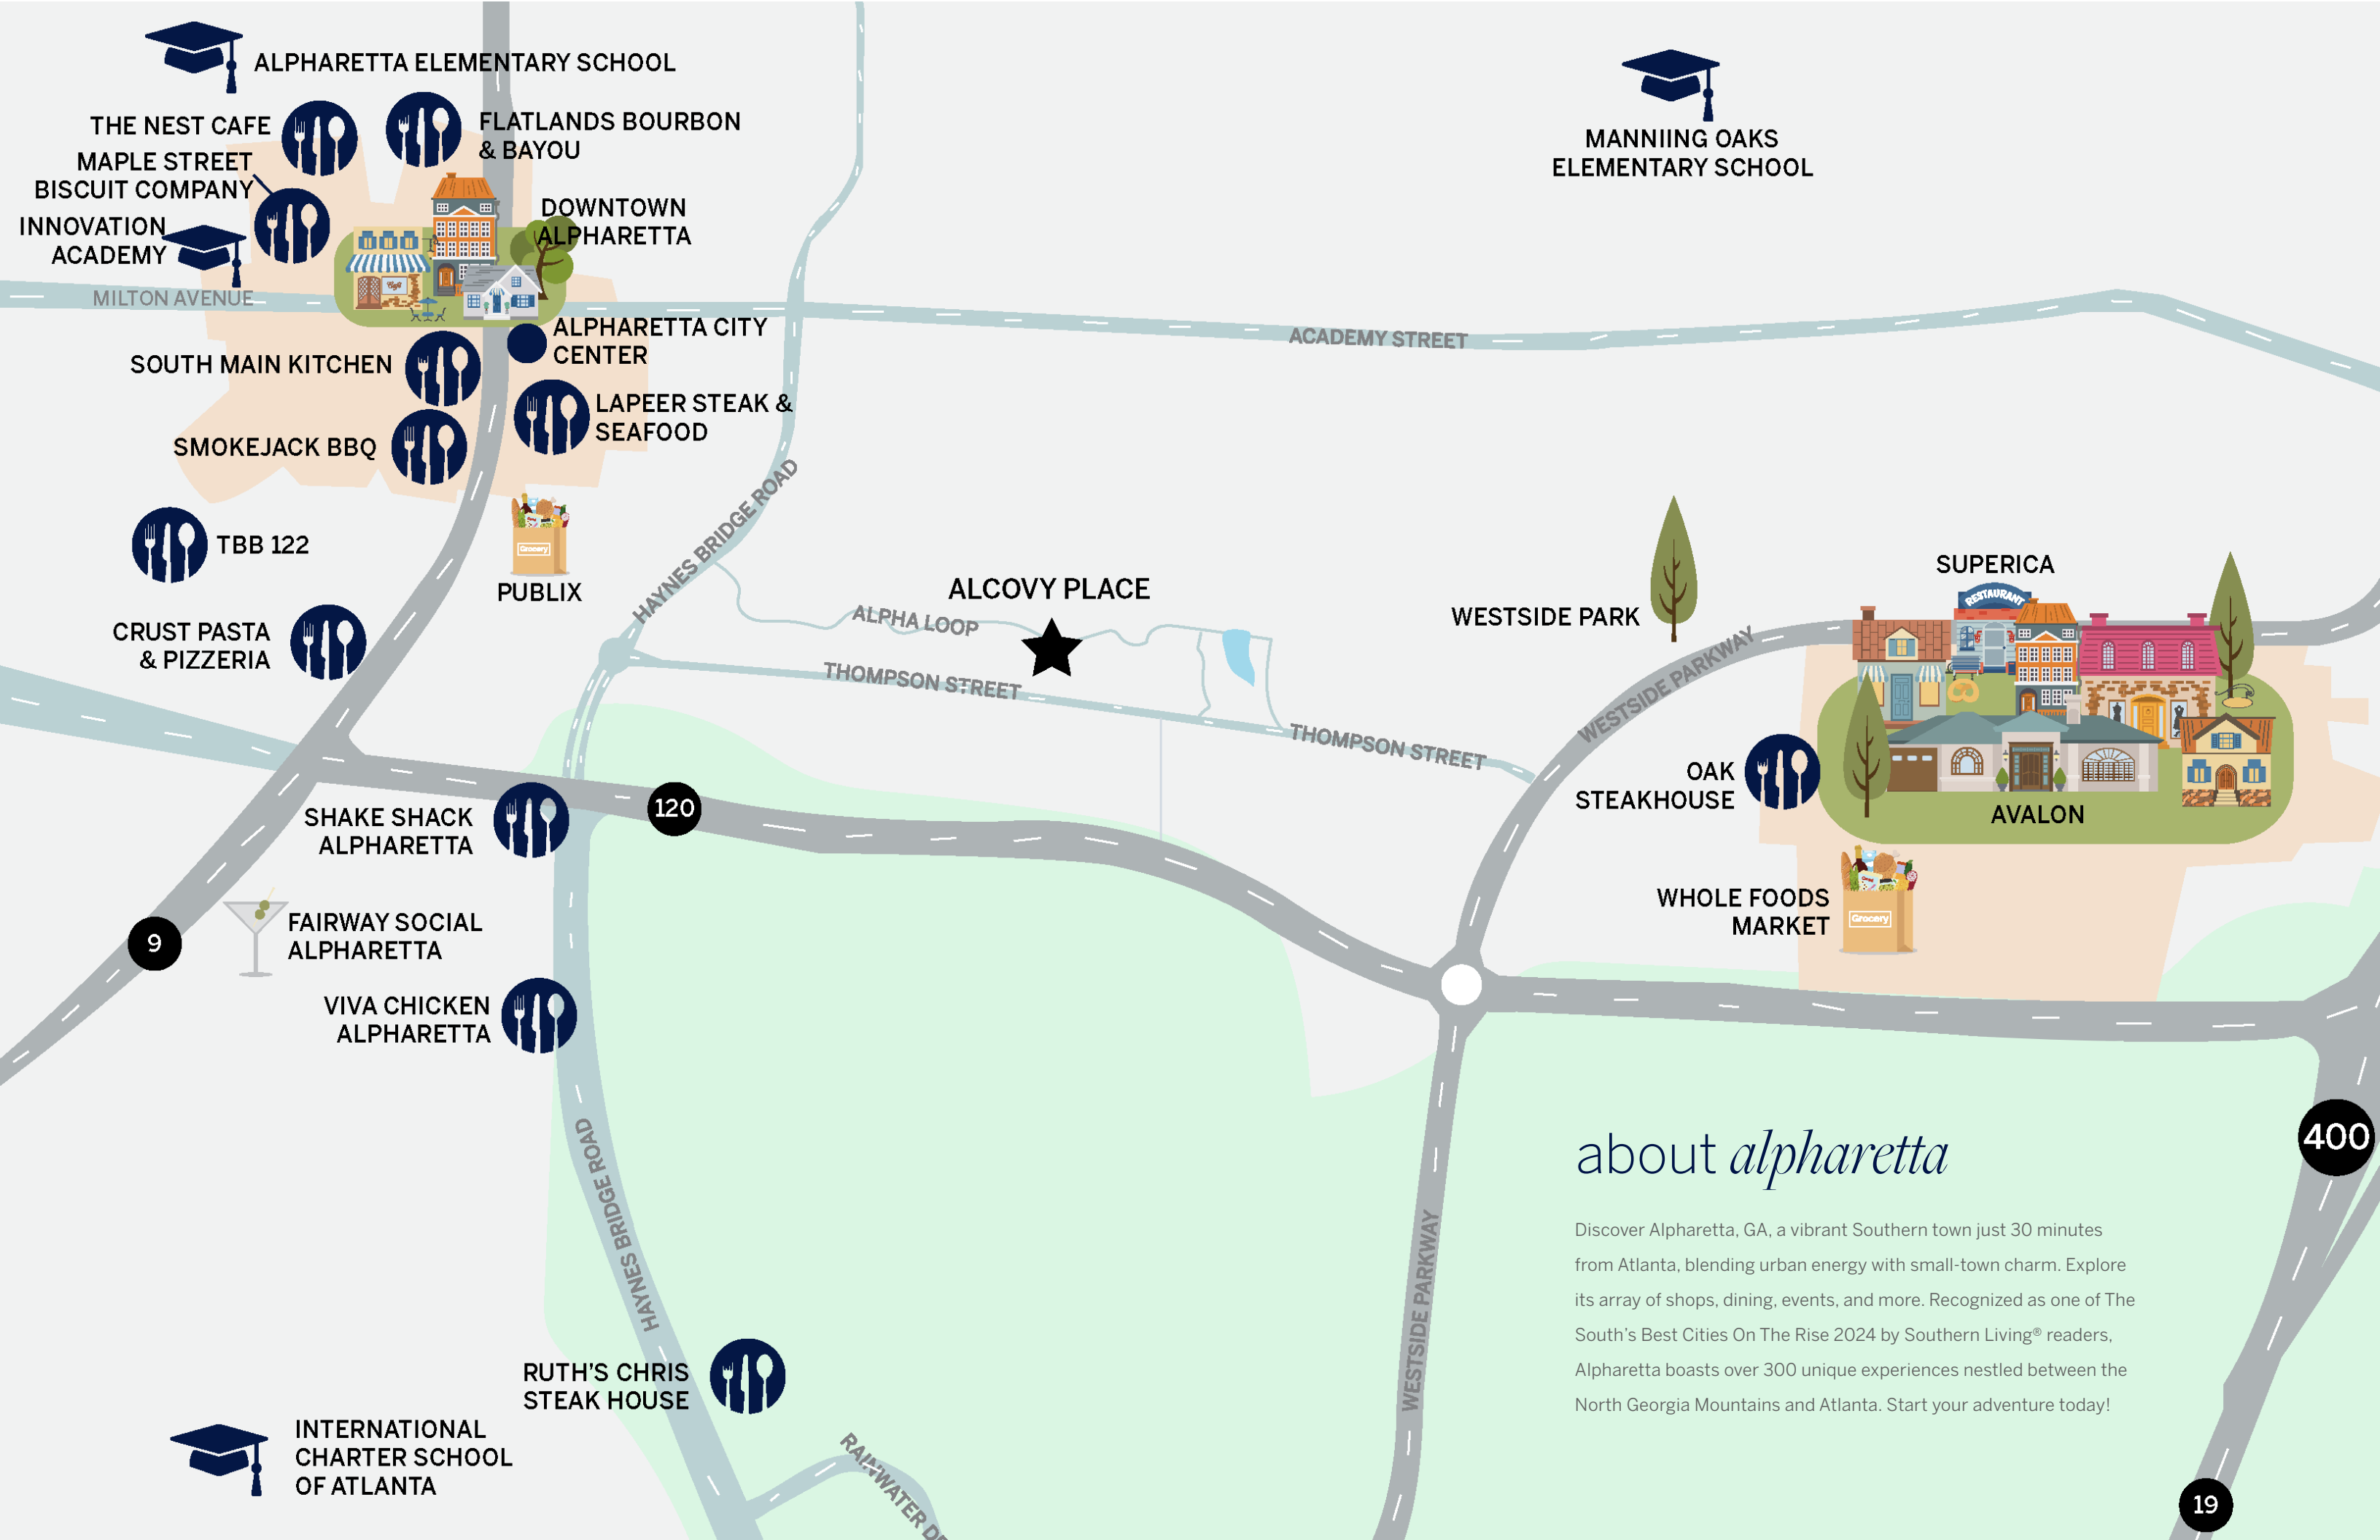 ALPHARETTA ELEMENTARY SCHOOL
THE NEST CAFE
FLATLANDS BOURBON
& BAYOU
MAPLE STREET
BISCUIT COMPANY
INNOVATION
ACADEMY
DOWNTOWN
ALPHARETTA
Café
MILTON AVENUE
MANNIING OAKS
ELEMENTARY SCHOOL
ALPHARETTA CITY
CENTER
ACADEMY STREET
SOUTH MAIN KITCHEN
LAPEER STEAK &
SEAFOOD
SMOKEJACK BBQ
HAYNES BRIDGE ROAD
TBB 122
Grocery
PUBLIX
CRUST PASTA
& PIZZERIA
ALCOVY PLACE
ALPHA LOOP
THOMPSON STREET
THOMPSON STREET
WESTSIDE PARK
WESTSIDE PARKWAY
SUPERICA
RESTAURANT
OAK
STEAKHOUSE
AVALON
WHOLE FOODS
MARKET
Grocery
120
SHAKE SHACK
ALPHARETTA
FAIRWAY SOCIAL
ALPHARETTA
9
VIVA CHICKEN
ALPHARETTA
HAYNES BRIDGE ROAD
RUTH'S CHRIS
STEAK HOUSE
INTERNATIONAL
CHARTER SCHOOL
OF ATLANTA
RAINWATER DR
WESTSIDE PARKWAY
400
about alpharetta
Discover Alpharetta, GA, a vibrant Southern town just 30 minutes
from Atlanta, blending urban energy with small-town charm. Explore
its array of shops, dining, events, and more. Recognized as one of The
South's Best Cities On The Rise 2024 by Southern Living® readers,
Alpharetta boasts over 300 unique experiences nestled between the
North Georgia Mountains and Atlanta. Start your adventure today!
19